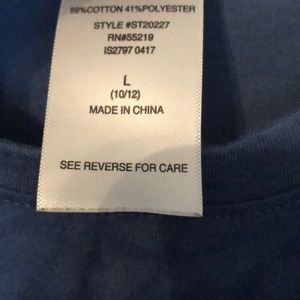 59%COTTON 41%POLYESTER
STYLE #ST20227
RN#55219
IS2797 0417
L
(10/12)
MADE IN CHINA
SEE REVERSE FOR CARE